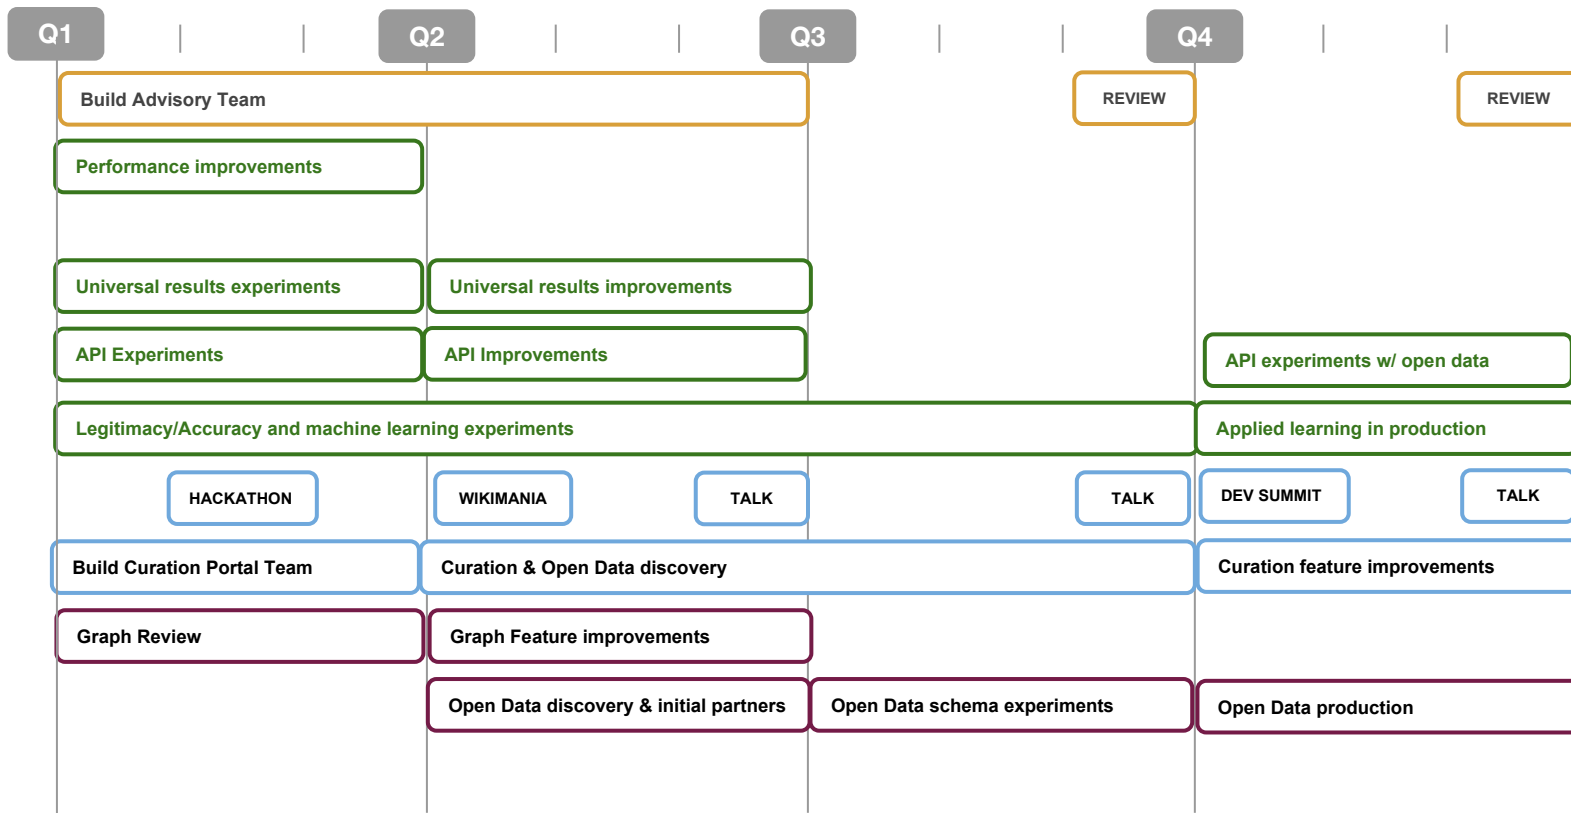 Q1 Q2 Q3 Q4
Build Advisory Team REVIEW REVIEW
Performance improvements
Universal results experiments Universal results improvements
API Experiments API Improvements API experiments w/ open data
Legitimacy/Accuracy and machine learning experiments Applied learning in production
HACKATHON WIKIMANIA TALK TALK DEV SUMMIT TALK
Build Curation Portal Team Curation & Open Data discovery Curation feature improvements
Graph Review Graph Feature improvements
Open Data discovery & initial partners Open Data schema experiments Open Data production